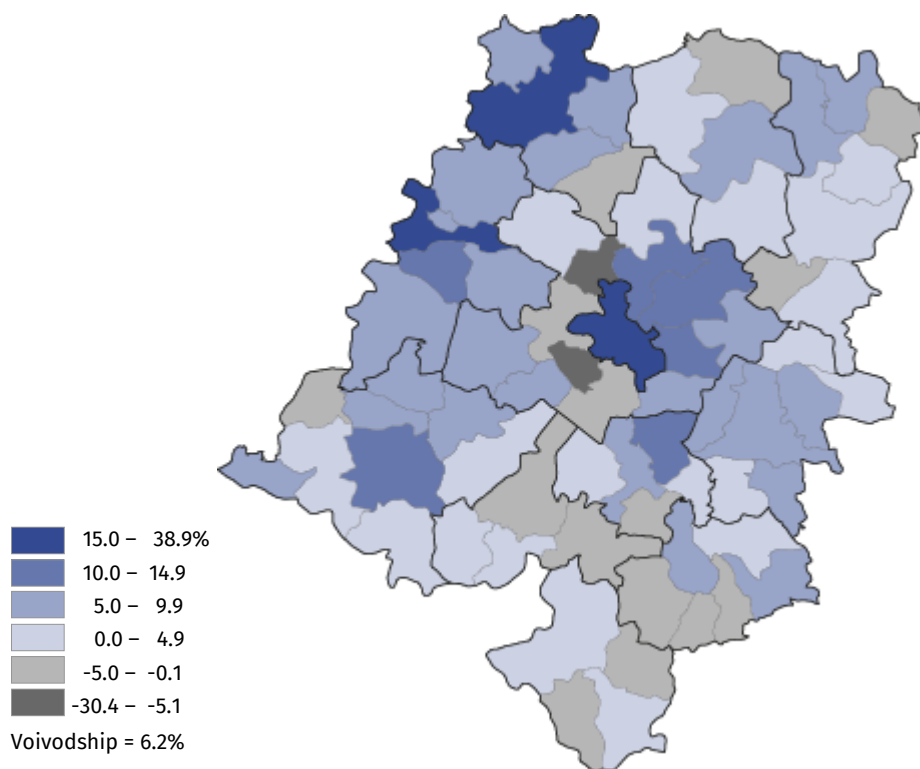 15.0 – 38.9%
10.0 – 14.9
5.0 – 9.9
0.0 – 4.9
-5.0 – -0.1
-30.4 – -5.1
Voivodship = 6.2%